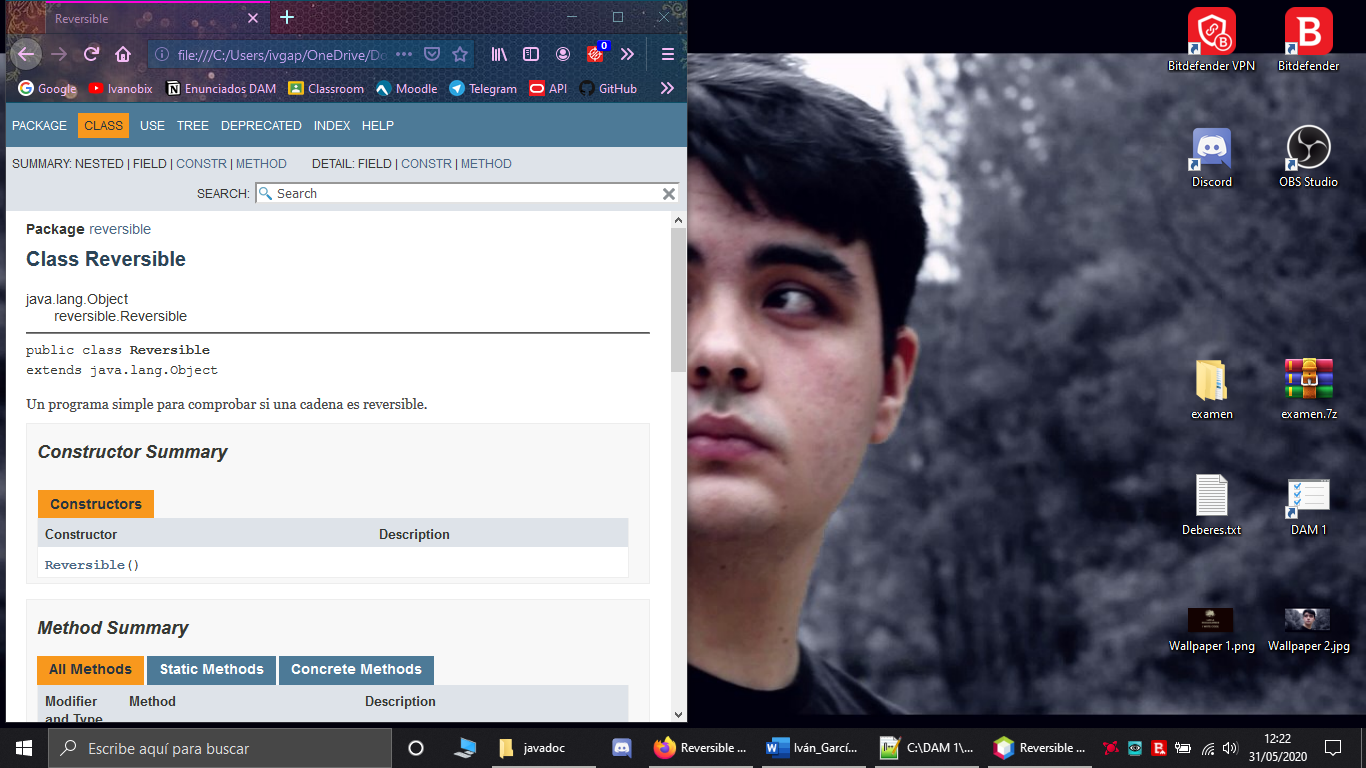 Reversible
file:///C:/Users/ivgap/OneDrive/Do
0
Google Ivanobix Enunciados DAM Classroom Moodle Telegram API GitHub
PACKAGE CLASS USE TREE DEPRECATED INDEX HELP
SUMMARY: NESTED | FIELD | CONSTR | METHOD DETAIL: FIELD | CONSTR | METHOD
SEARCH: Search
Package reversible
Class Reversible
java.lang.Object
reversible.Reversible
public class Reversible
extends java.lang.Object
Un programa simple para comprobar si una cadena es reversible.
Constructor Summary
Constructors
Constructor Description
Reversible()
Method Summary
All Methods Static Methods Concrete Methods
Modifier Method Description
and Type
Bitdefender VPN Bitdefender
Discord OBS Studio
examen examen.7z
Deberes.txt DAM 1
Wallpaper 1.png Wallpaper 2.jpg
Escribe aquí para buscar
javadoc
Reversible ...
Iván_Garcí...
C:\DAM 1\...
Reversible ...
12:22
31/05/2020